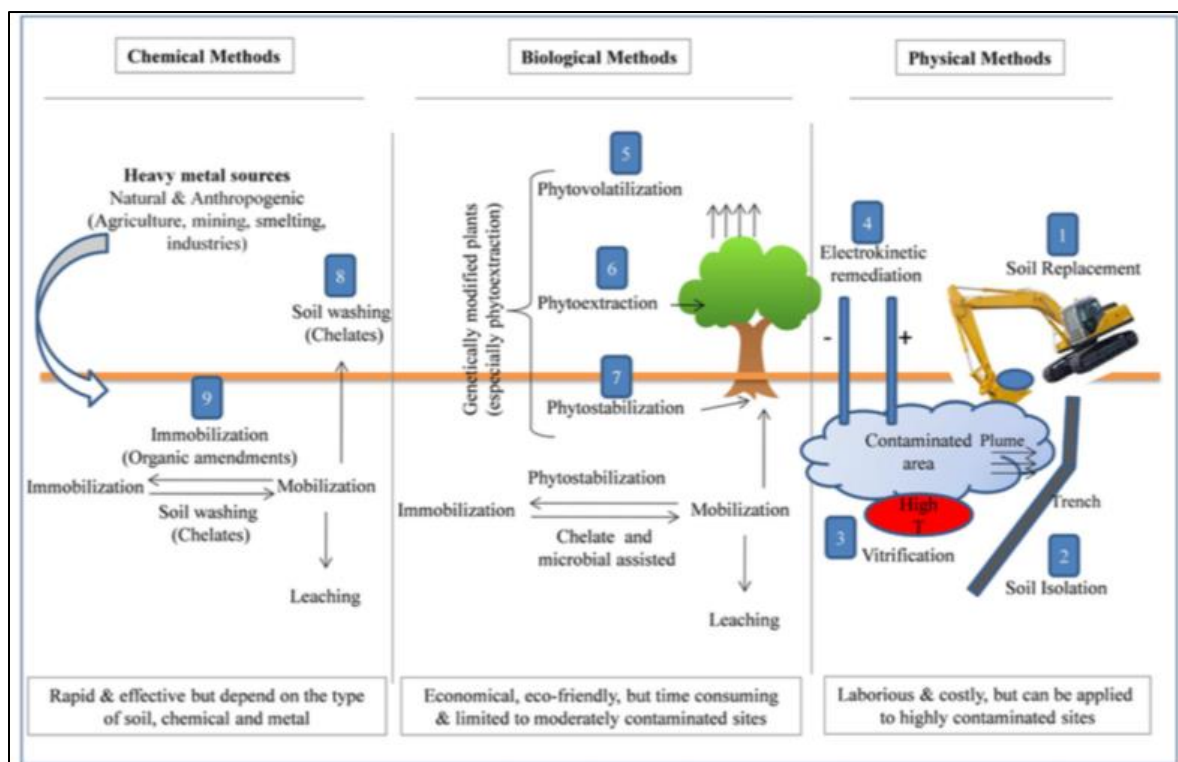 Chemical Methods
Biological Methods
Physical Methods
Heavy metal sources
Natural & Anthropogenic
(Agriculture, mining, smelting,
industries)
8
Soil washing
(Chelates)
9
Immobilization
(Organic amendments)
Immobilization
Mobilization
Soil washing
(Chelates)
Leaching
Rapid & effective but depend on the type
of soil, chemical and metal
Genetically modified plants
(especially phytoextraction)
5
Phytovolatilization
6
Phytoextraction
7
Phytostabilization
Phytostabilization
Immobilization
Mobilization
Chelate and
microbial assisted
Leaching
Economical, eco-friendly, but time consuming
& limited to moderately contaminated sites
4
Electrokinetic
remediation
-
+
1
Soil Replacement
Contaminated
area
Plume
High
T
3
Vitrification
Trench
2
Soil Isolation
Laborious & costly, but can be applied
to highly contaminated sites